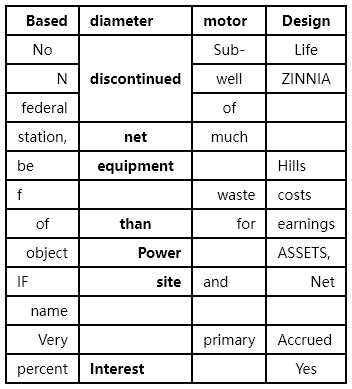 Based diameter motor Design
No discontinued Sub- Life
N well ZINNIA
federal of
station, net much
be equipment Hills
f waste costs
of than for earnings
object Power ASSETS,
IF site and Net
name
Very primary Accrued
percent Interest Yes